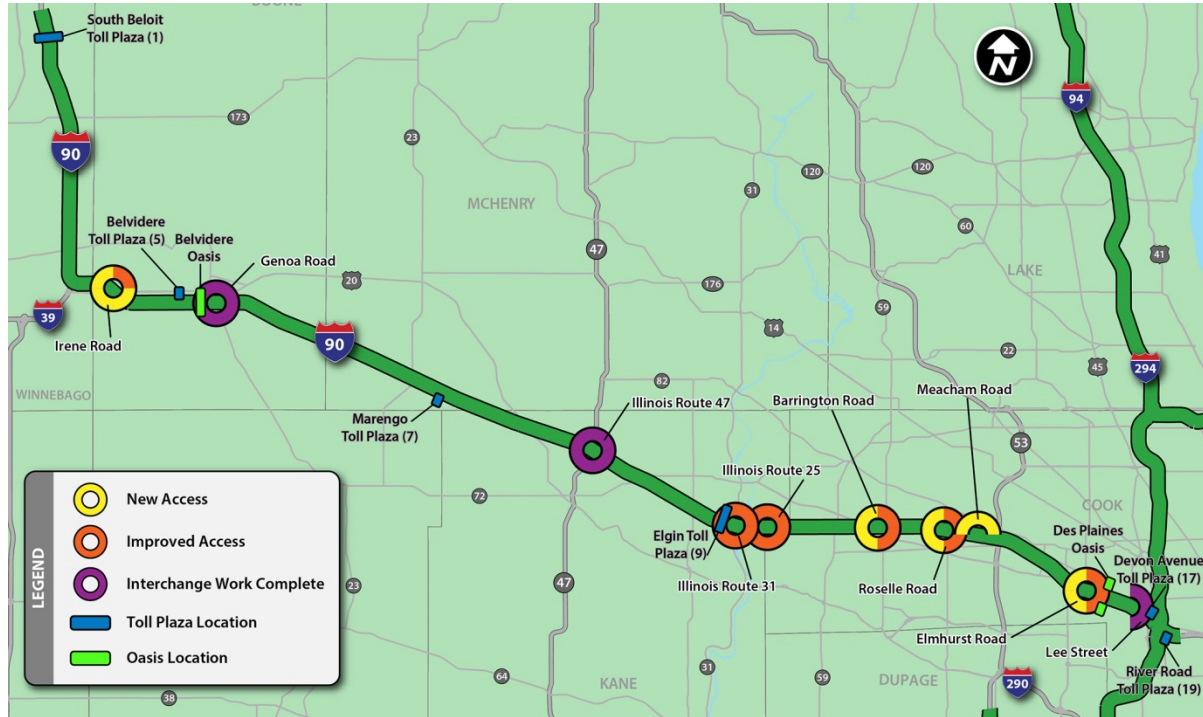 BOONE
South Beloit
Toll Plaza (1)
N
94
173
90
23
31
120
120
MCHENRY
60
41
Belvidere
Toll Plaza (5)
Belvidere
Oasis
Genoa Road
47
LAKE
20
176
59
39
14
Irene Road
90
22
45
294
WINNEBAGO
82
Meacham Road
Barrington Road
Marengo
Toll Plaza (7)
Illinois Route 47
53
Illinois Route 25
72
COOK
Des Plaines
Oasis
Elgin Toll
Plaza (9)
Devon Avenue
Toll Plaza (17)
Illinois Route 31
Roselle Road
47
23
Elmhurst Road
Lee Street
31
River Road
Toll Plaza (19)
64
59
KANE
DUPAGE
290
38
LEGEND
New Access
Improved Access
Interchange Work Complete
Toll Plaza Location
Oasis Location